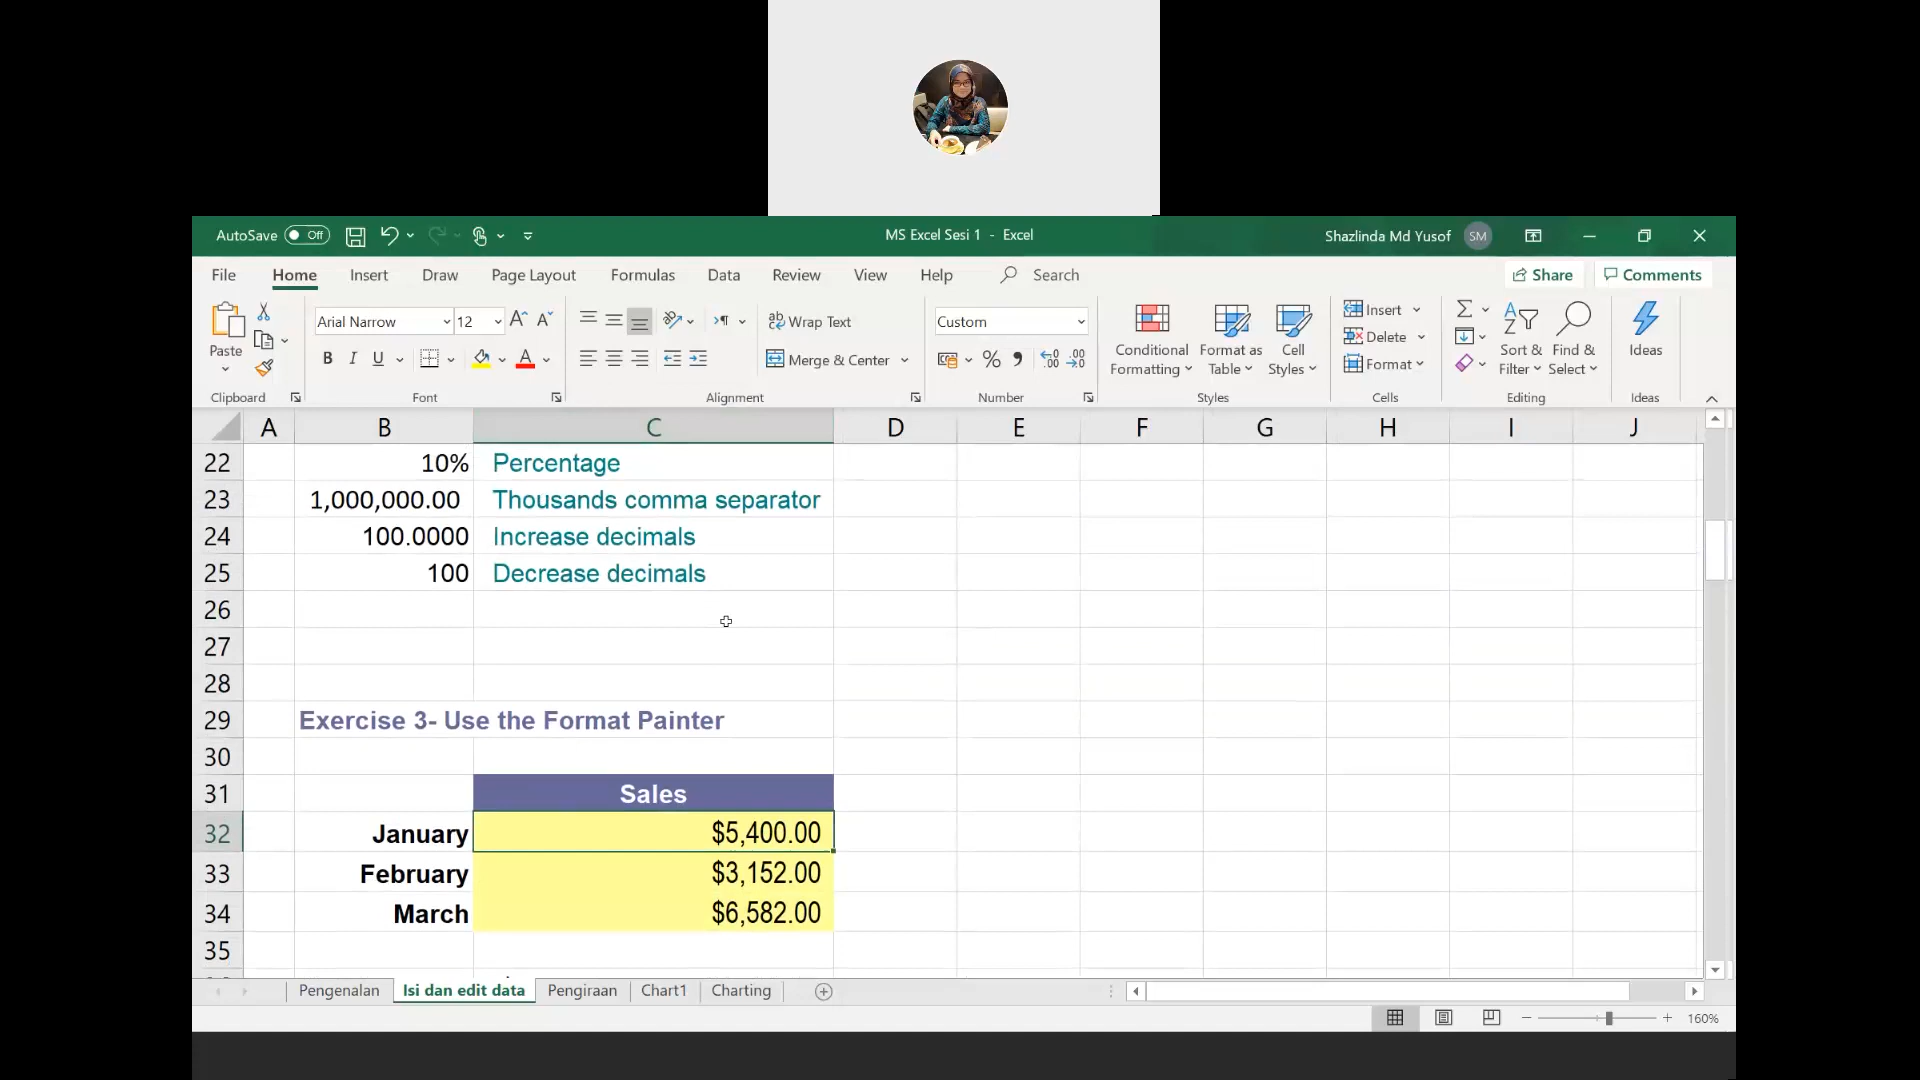 AutoSave Off
MS Excel Sesi 1 - Excel
Shazlinda Md Yusof SM
File Home Insert Draw Page Layout Formulas Data Review View Help Search
Share Comments
Paste
Clipboard
Arial Narrow 12
B I U A
Font
Wrap Text
Merge & Center
Alignment
Custom
Number
Conditional Formatting
Format as Table
Cell Styles
Styles
Insert
Delete
Format
Cells
Sort & Filter
Find & Select
Editing
Ideas
Ideas
A B C D E F G H I J
22 10% Percentage
23 1,000,000.00 Thousands comma separator
24 100.0000 Increase decimals
25 100 Decrease decimals
26
27
28
29 Exercise 3- Use the Format Painter
30
31 Sales
32 January $5,400.00
33 February $3,152.00
34 March $6,582.00
35
Pengenalan Isi dan edit data Pengiraan Chart1 Charting
160%